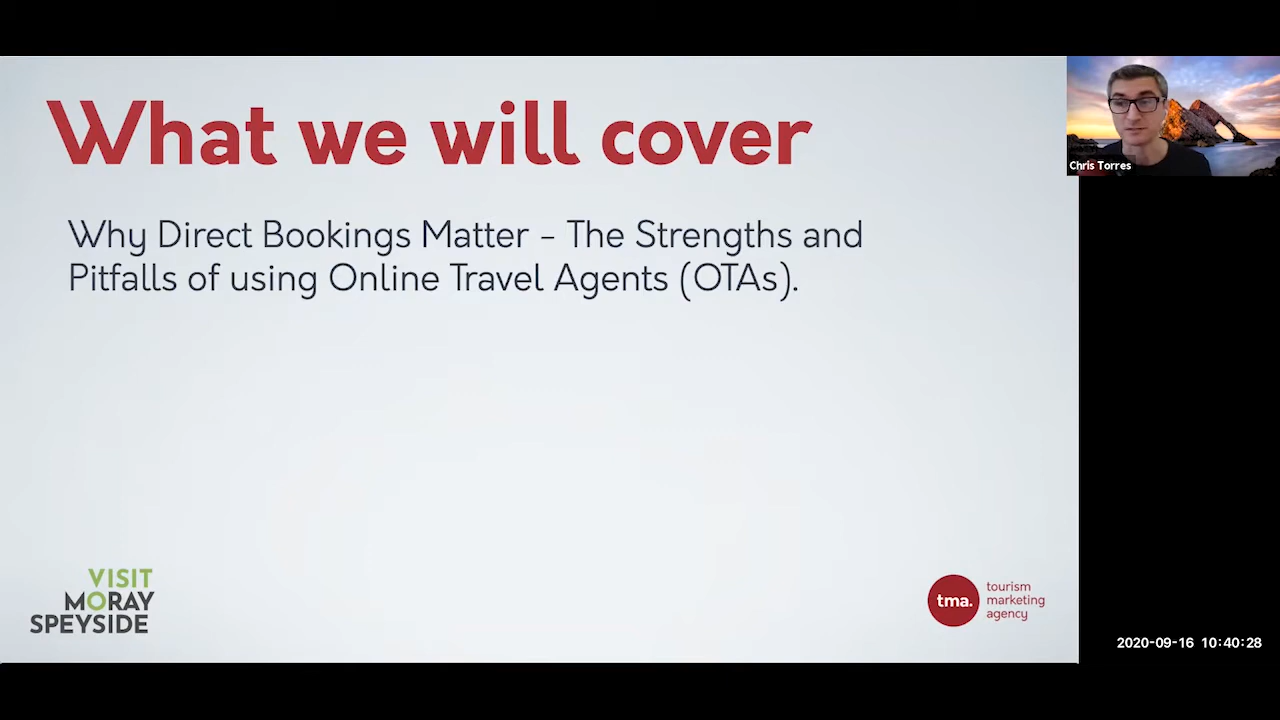 What we will cover
Chris Torres
Why Direct Bookings Matter – The Strengths and
Pitfalls of using Online Travel Agents (OTAs).
VISIT
MORAY
SPEYSIDE
tma.
tourism
marketing
agency
2020-09-16 10:40:28